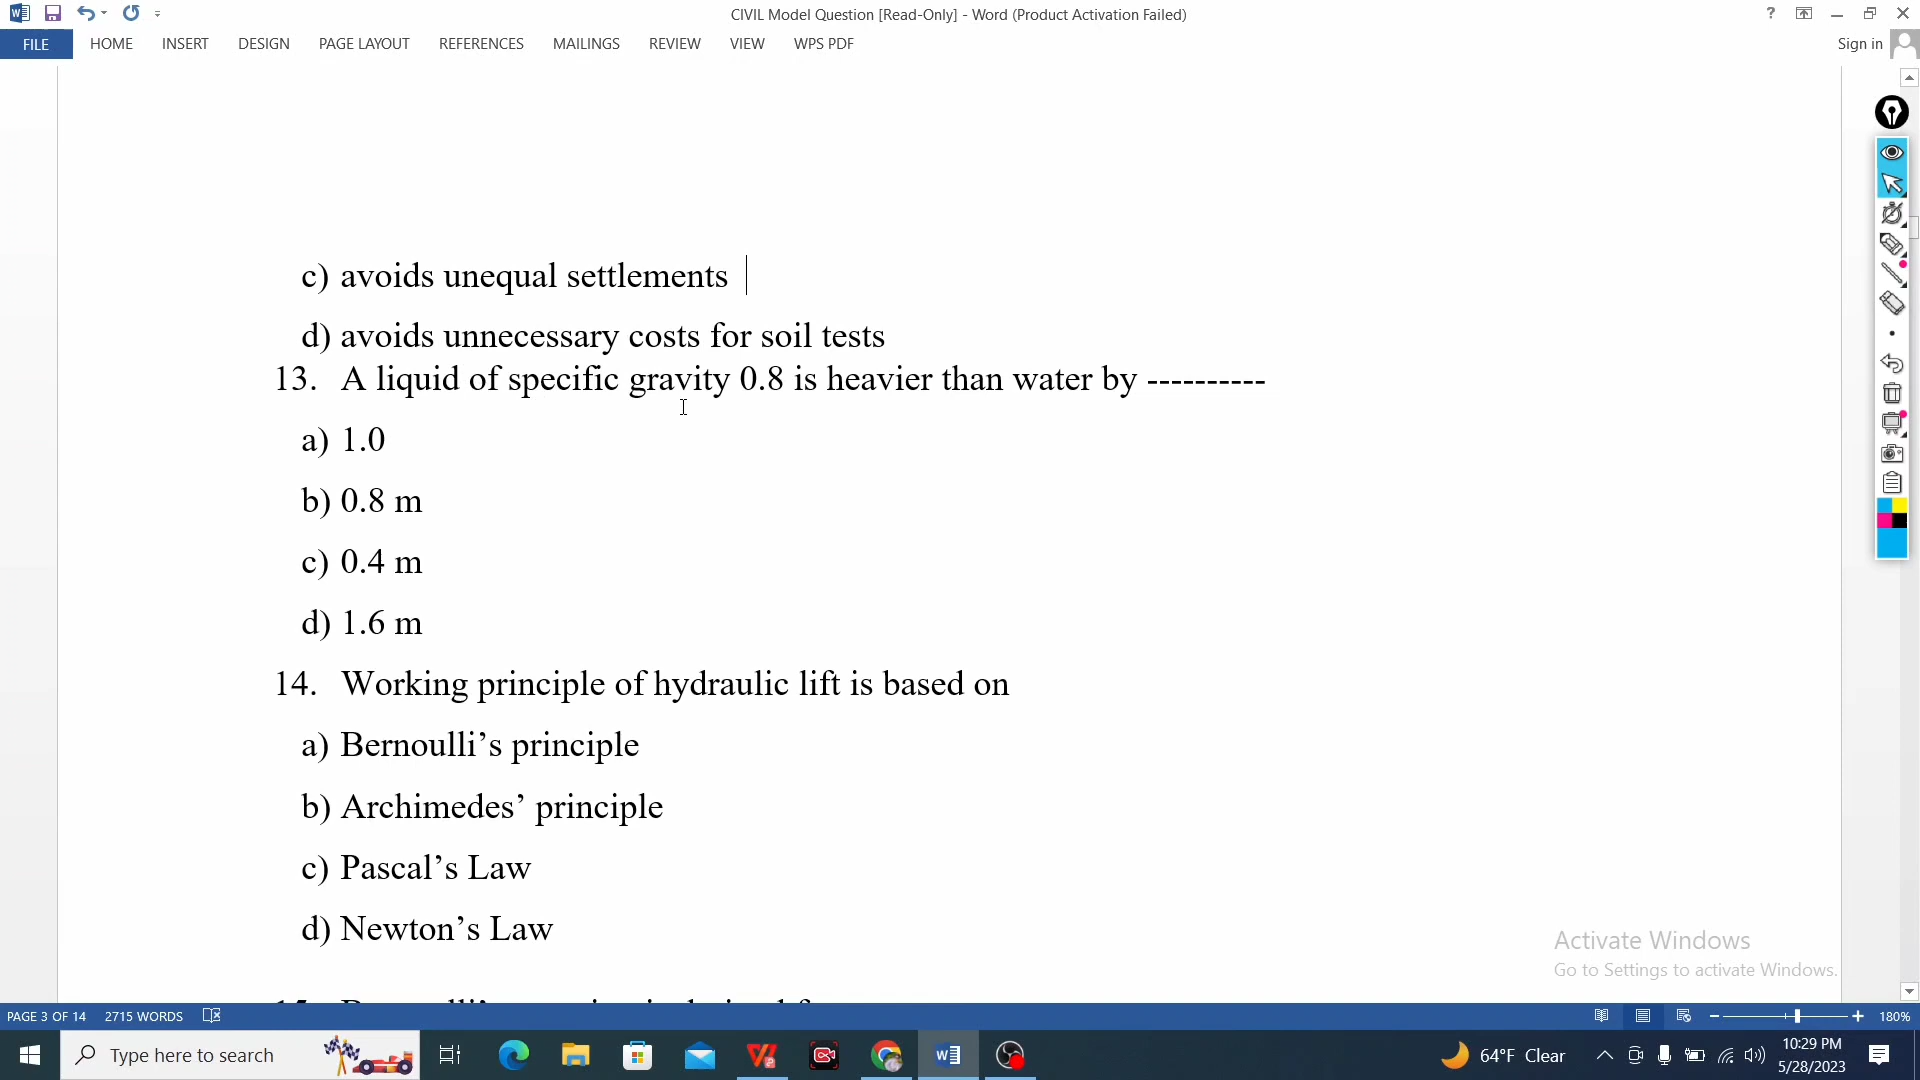 CIVIL Model Question [Read-Only] - Word (Product Activation Failed)
FILE HOME INSERT DESIGN PAGE LAYOUT REFERENCES MAILINGS REVIEW VIEW WPS PDF Sign in
c) avoids unequal settlements
d) avoids unnecessary costs for soil tests
13. A liquid of specific gravity 0.8 is heavier than water by ----------
a) 1.0
b) 0.8 m
c) 0.4 m
d) 1.6 m
14. Working principle of hydraulic lift is based on
a) Bernoulli’s principle
b) Archimedes’ principle
c) Pascal’s Law
d) Newton’s Law
Activate Windows
Go to Settings to activate Windows.
PAGE 3 OF 14 2715 WORDS 180%
Type here to search
64°F Clear
10:29 PM
5/28/2023